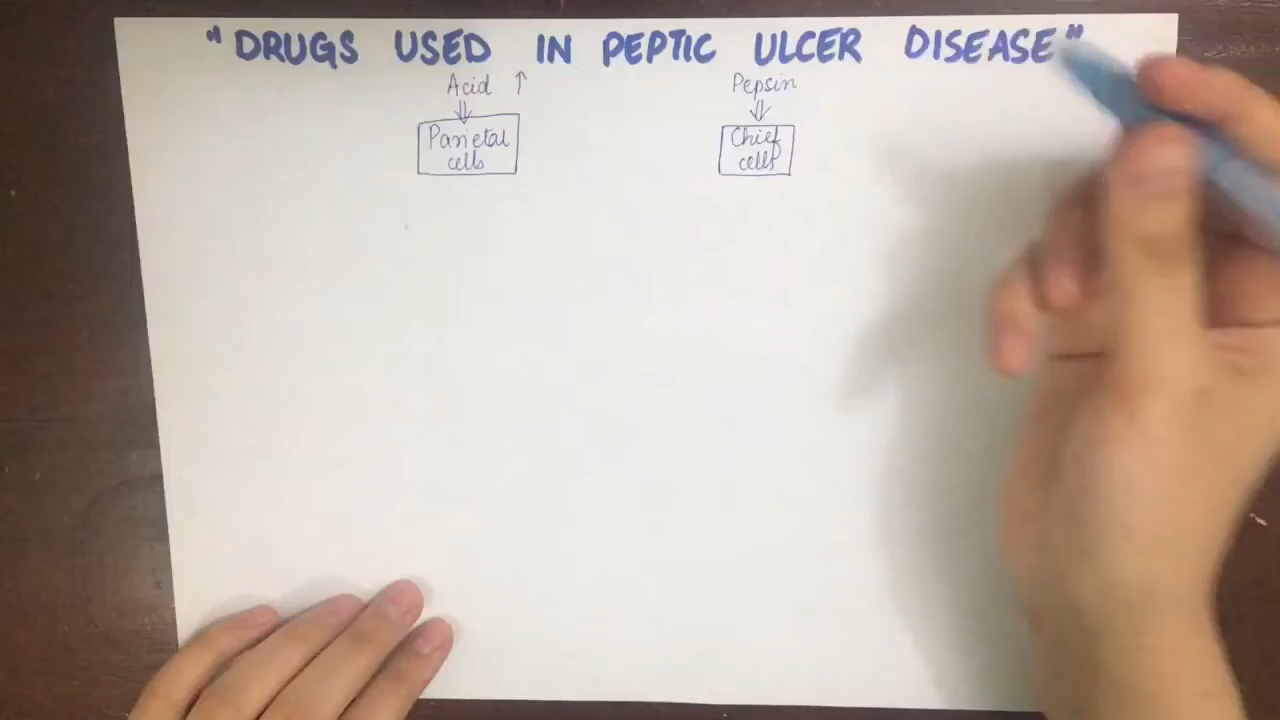 "DRUGS USED IN PEPTIC ULCER DISEASE"
Acid ↑ Pepsin
Parietal cells
Chief cells